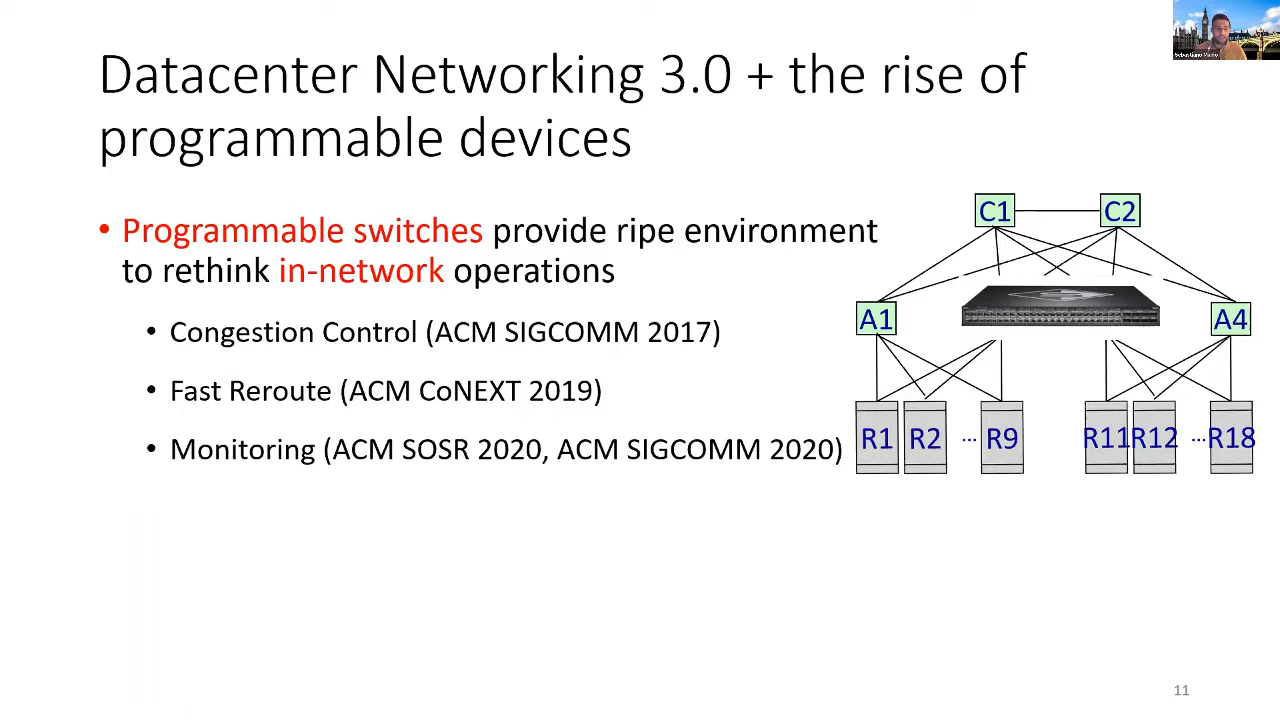 Datacenter Networking 3.0 + the rise of
programmable devices
• Programmable switches provide ripe environment
to rethink in-network operations
• Congestion Control (ACM SIGCOMM 2017)
• Fast Reroute (ACM CoNEXT 2019)
• Monitoring (ACM SOSR 2020, ACM SIGCOMM 2020)
C1 C2
A1 A4
R1 R2 ... R9 R11 R12 ... R18
Sebastiano Miano
11